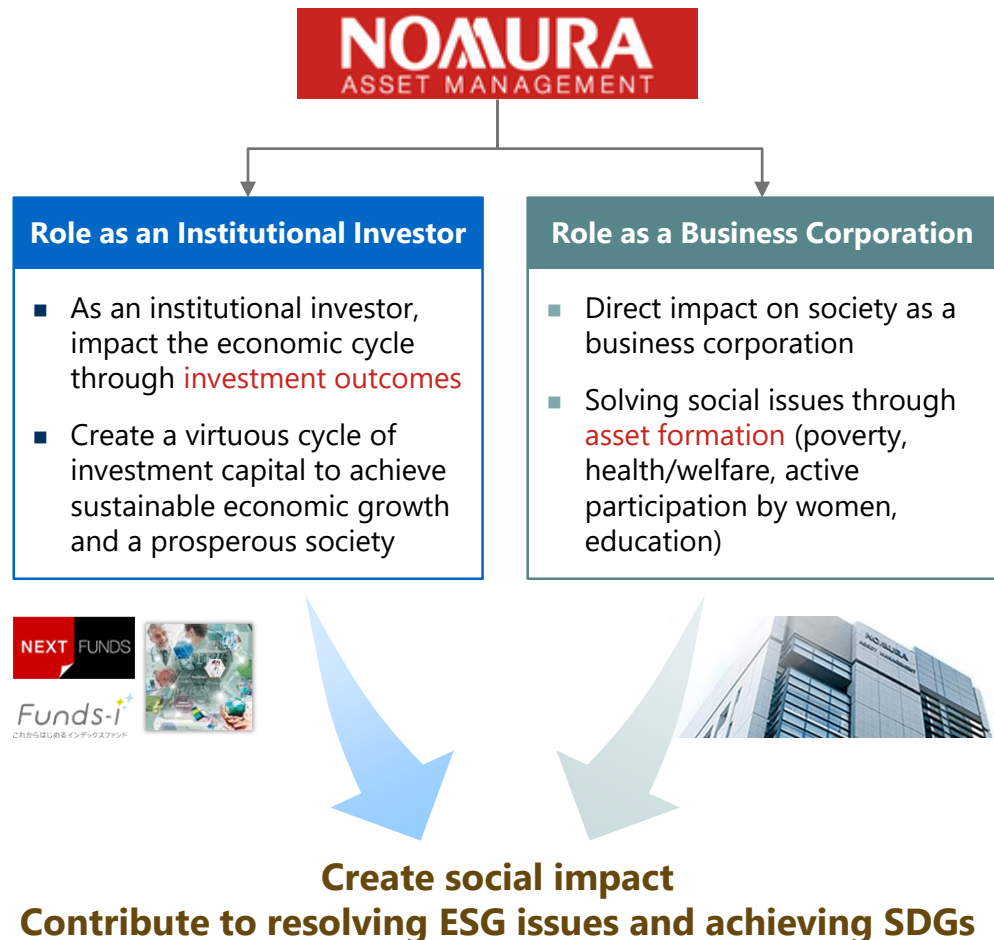 NOMURA
ASSET MANAGEMENT
Role as an Institutional Investor
■ As an institutional investor,
impact the economic cycle
through investment outcomes
■ Create a virtuous cycle of
investment capital to achieve
sustainable economic growth
and a prosperous society
Role as a Business Corporation
■ Direct impact on society as a
business corporation
■ Solving social issues through
asset formation (poverty,
health/welfare, active
participation by women,
education)
NEXT FUNDS
Funds-i
これからはじめるインデックスファンド
NOMURA
ASSET MANAGEMENT
Create social impact
Contribute to resolving ESG issues and achieving SDGs